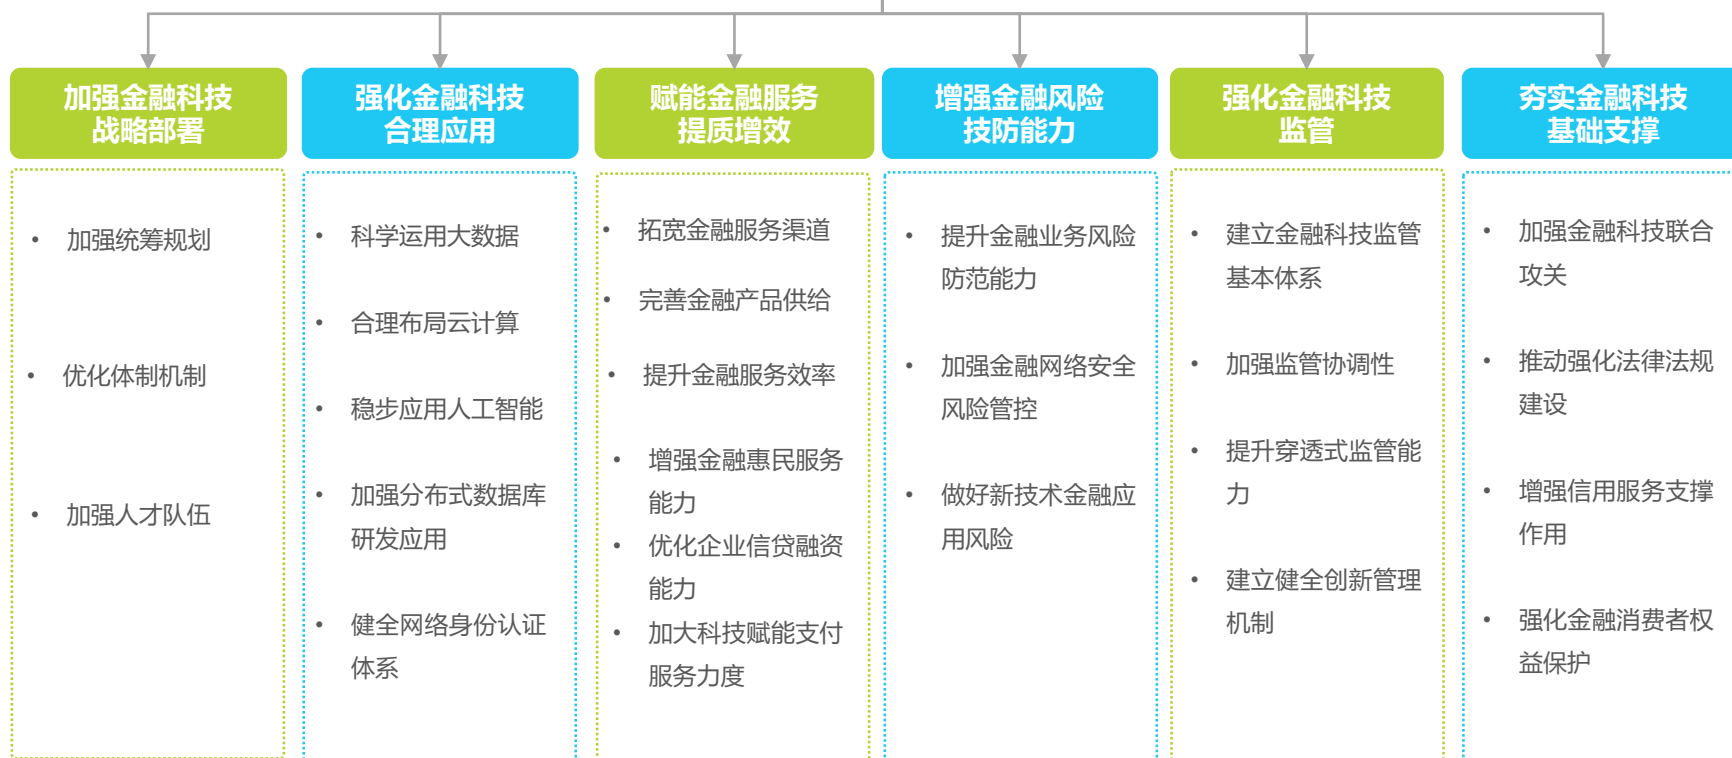 加强金融科技
战略部署
• 加强统筹规划
• 优化体制机制
• 加强人才队伍
强化金融科技
合理应用
• 科学运用大数据
• 合理布局云计算
• 稳步应用人工智能
• 加强分布式数据库
研发应用
• 健全网络身份认证
体系
赋能金融服务
提质增效
• 拓宽金融服务渠道
• 完善金融产品供给
• 提升金融服务效率
• 增强金融惠民服务
能力
• 优化企业信贷融资
能力
• 加大科技赋能支付
服务力度
增强金融风险
技防能力
• 提升金融业务风险
防范能力
• 加强金融网络安全
风险管控
• 做好新技术金融应
用风险
强化金融科技
监管
• 建立金融科技监管
基本体系
• 加强监管协调性
• 提升穿透式监管能
力
• 建立健全创新管理
机制
夯实金融科技
基础支撑
• 加强金融科技联合
攻关
• 推动强化法律法规
建设
• 增强信用服务支撑
作用
• 强化金融消费者权
益保护